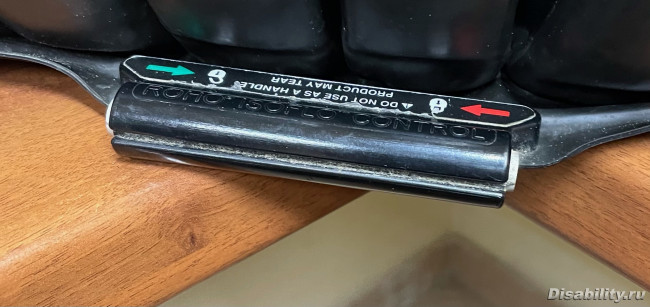 ⚠ DO NOT USE AS A HANDLE
PRODUCT MAY TEAR
ROHO ISOFLO CONTROL
Disability.ru